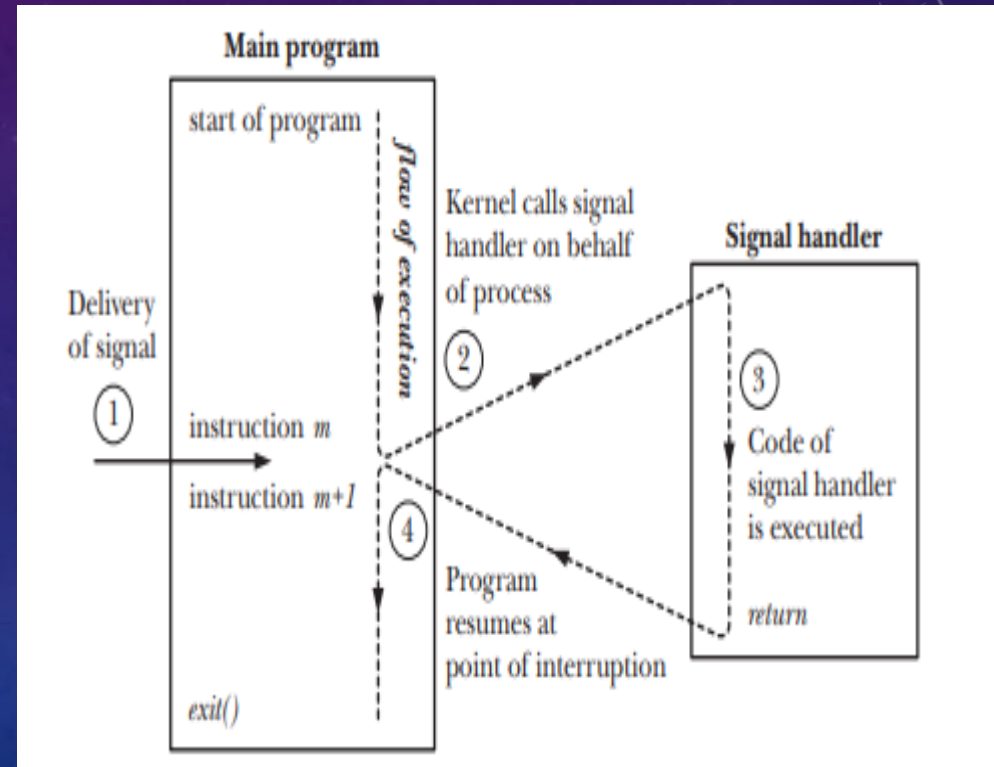 Main program
start of program
flow of execution
Kernel calls signal
handler on behalf
of process
2
Signal handler
Delivery
of signal
1
3
instruction m
instruction m+1
Code of
signal handler
is executed
4
Program
resumes at
point of interruption
return
exit()